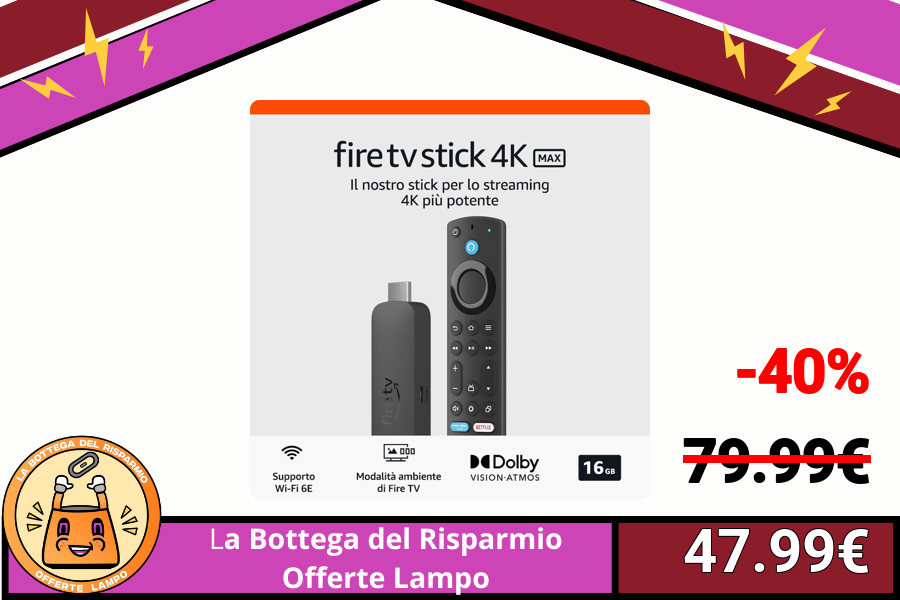 fire tv stick 4K MAX
Il nostro stick per lo streaming
4K più potente
fire tv
NETFLIX
Supporto
Wi-Fi 6E
Modalità ambiente
di Fire TV
Dolby
VISION·ATMOS
16GB
-40%
79.99€
47.99€
LA BOTTEGA DEL RISPARMIO
OFFERTE LAMPO
La Bottega del Risparmio
Offerte Lampo